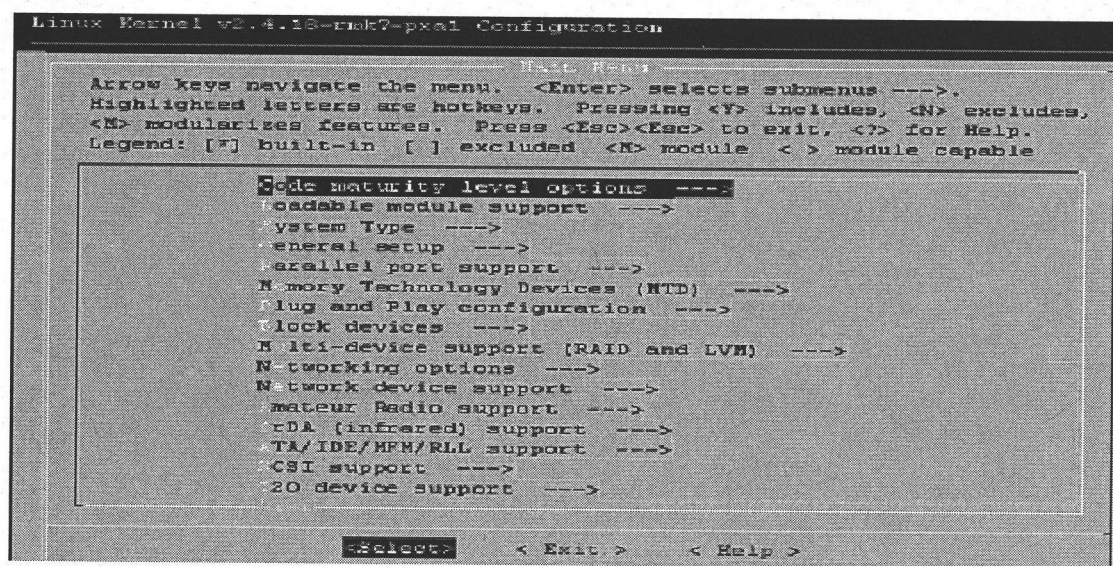 Linux Kernel v2.4.18-rmk7-pxa1 Configuration
Main Menu
Arrow keys navigate the menu. <Enter> selects submenus --->.
Highlighted letters are hotkeys. Pressing <Y> includes, <N> excludes,
<M> modularizes features. Press <Esc><Esc> to exit, <?> for Help.
Legend: [*] built-in [ ] excluded <M> module < > module capable
Code maturity level options --->
oadable module support --->
ystem Type --->
eneral setup --->
arallel port support --->
M mory Technology Devices (MTD) --->
lug and Play configuration --->
lock devices --->
M lti-device support (RAID and LVM) --->
N tworking options --->
N twork device support --->
mateur Radio support --->
rDA (infrared) support --->
TA/IDE/MFM/RLL support --->
CSI support --->
2O device support --->
<Select> < Exit > < Help >